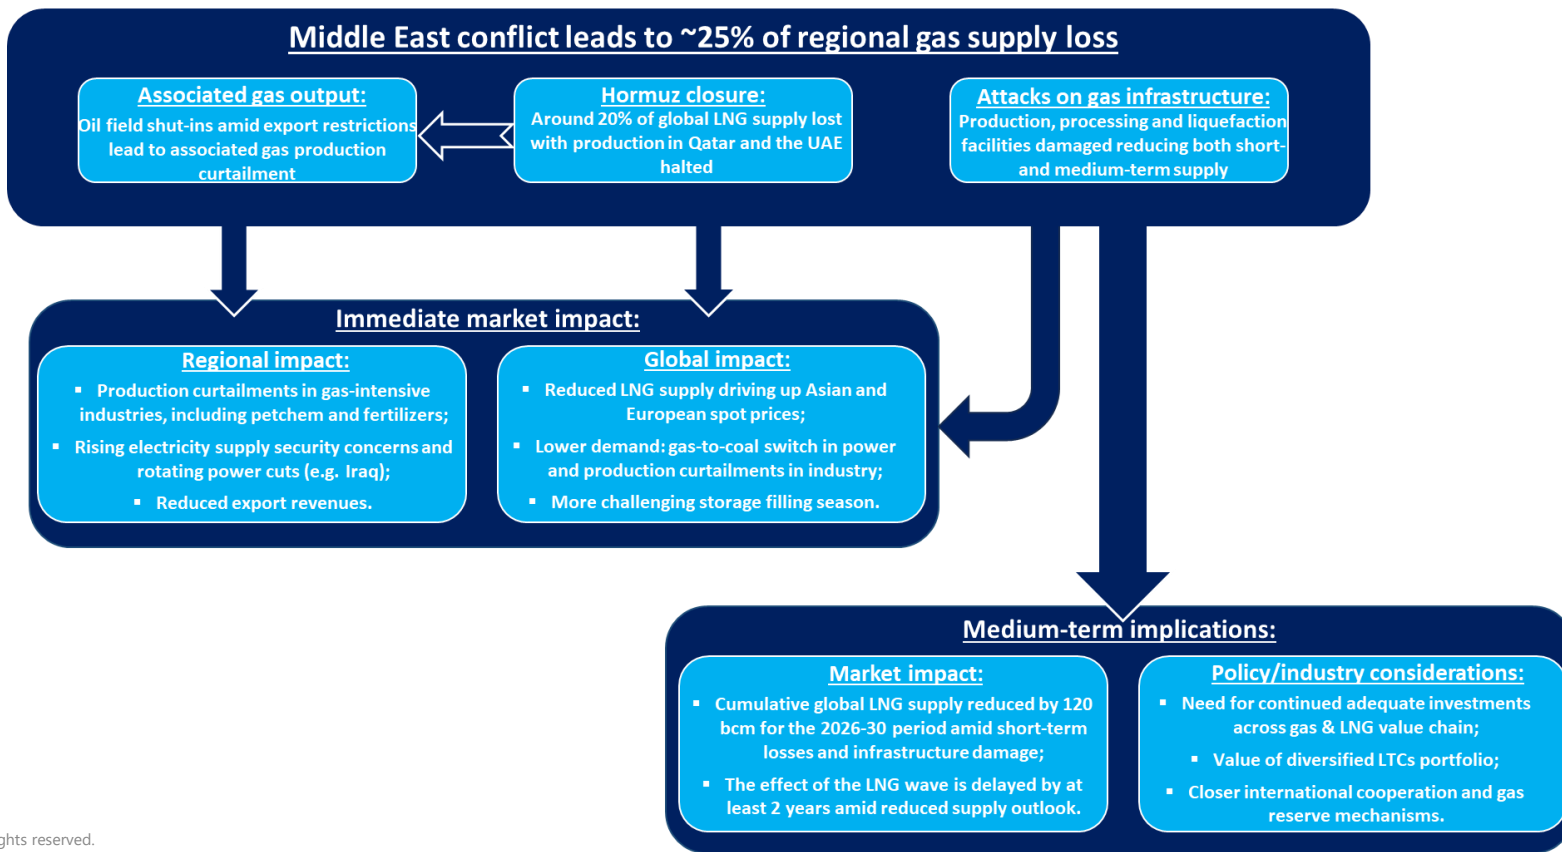 Middle East conflict leads to ~25% of regional gas supply loss
Associated gas output:
Oil field shut-ins amid export restrictions
lead to associated gas production
curtailment
Hormuz closure:
Around 20% of global LNG supply lost
with production in Qatar and the UAE
halted
Attacks on gas infrastructure:
Production, processing and liquefaction
facilities damaged reducing both short-
and medium-term supply
Immediate market impact:
Regional impact:
▪ Production curtailments in gas-intensive
industries, including petchem and fertilizers;
▪ Rising electricity supply security concerns and
rotating power cuts (e.g. Iraq);
▪ Reduced export revenues.
Global impact:
▪ Reduced LNG supply driving up Asian and
European spot prices;
▪ Lower demand: gas-to-coal switch in power
and production curtailments in industry;
▪ More challenging storage filling season.
Medium-term implications:
Market impact:
▪ Cumulative global LNG supply reduced by 120
bcm for the 2026-30 period amid short-term
losses and infrastructure damage;
▪ The effect of the LNG wave is delayed by at
least 2 years amid reduced supply outlook.
Policy/industry considerations:
▪ Need for continued adequate investments
across gas & LNG value chain;
▪ Value of diversified LTCs portfolio;
▪ Closer international cooperation and gas
reserve mechanisms.
ghts reserved.